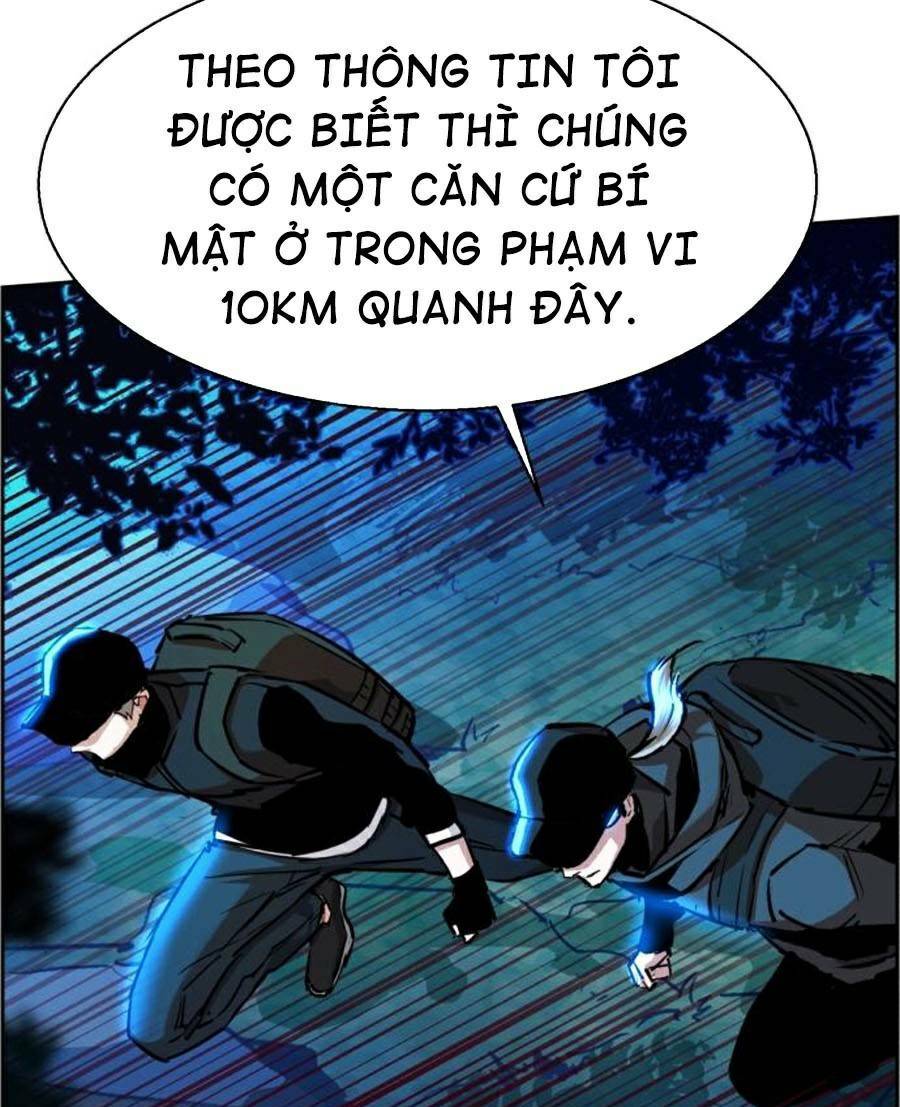 THEO THÔNG TIN TÔI
ĐƯỢC BIẾT THÌ CHÚNG
CÓ MỘT CĂN CỨ BÍ
MẬT Ở TRONG PHẠM VI
10KM QUANH ĐÂY.